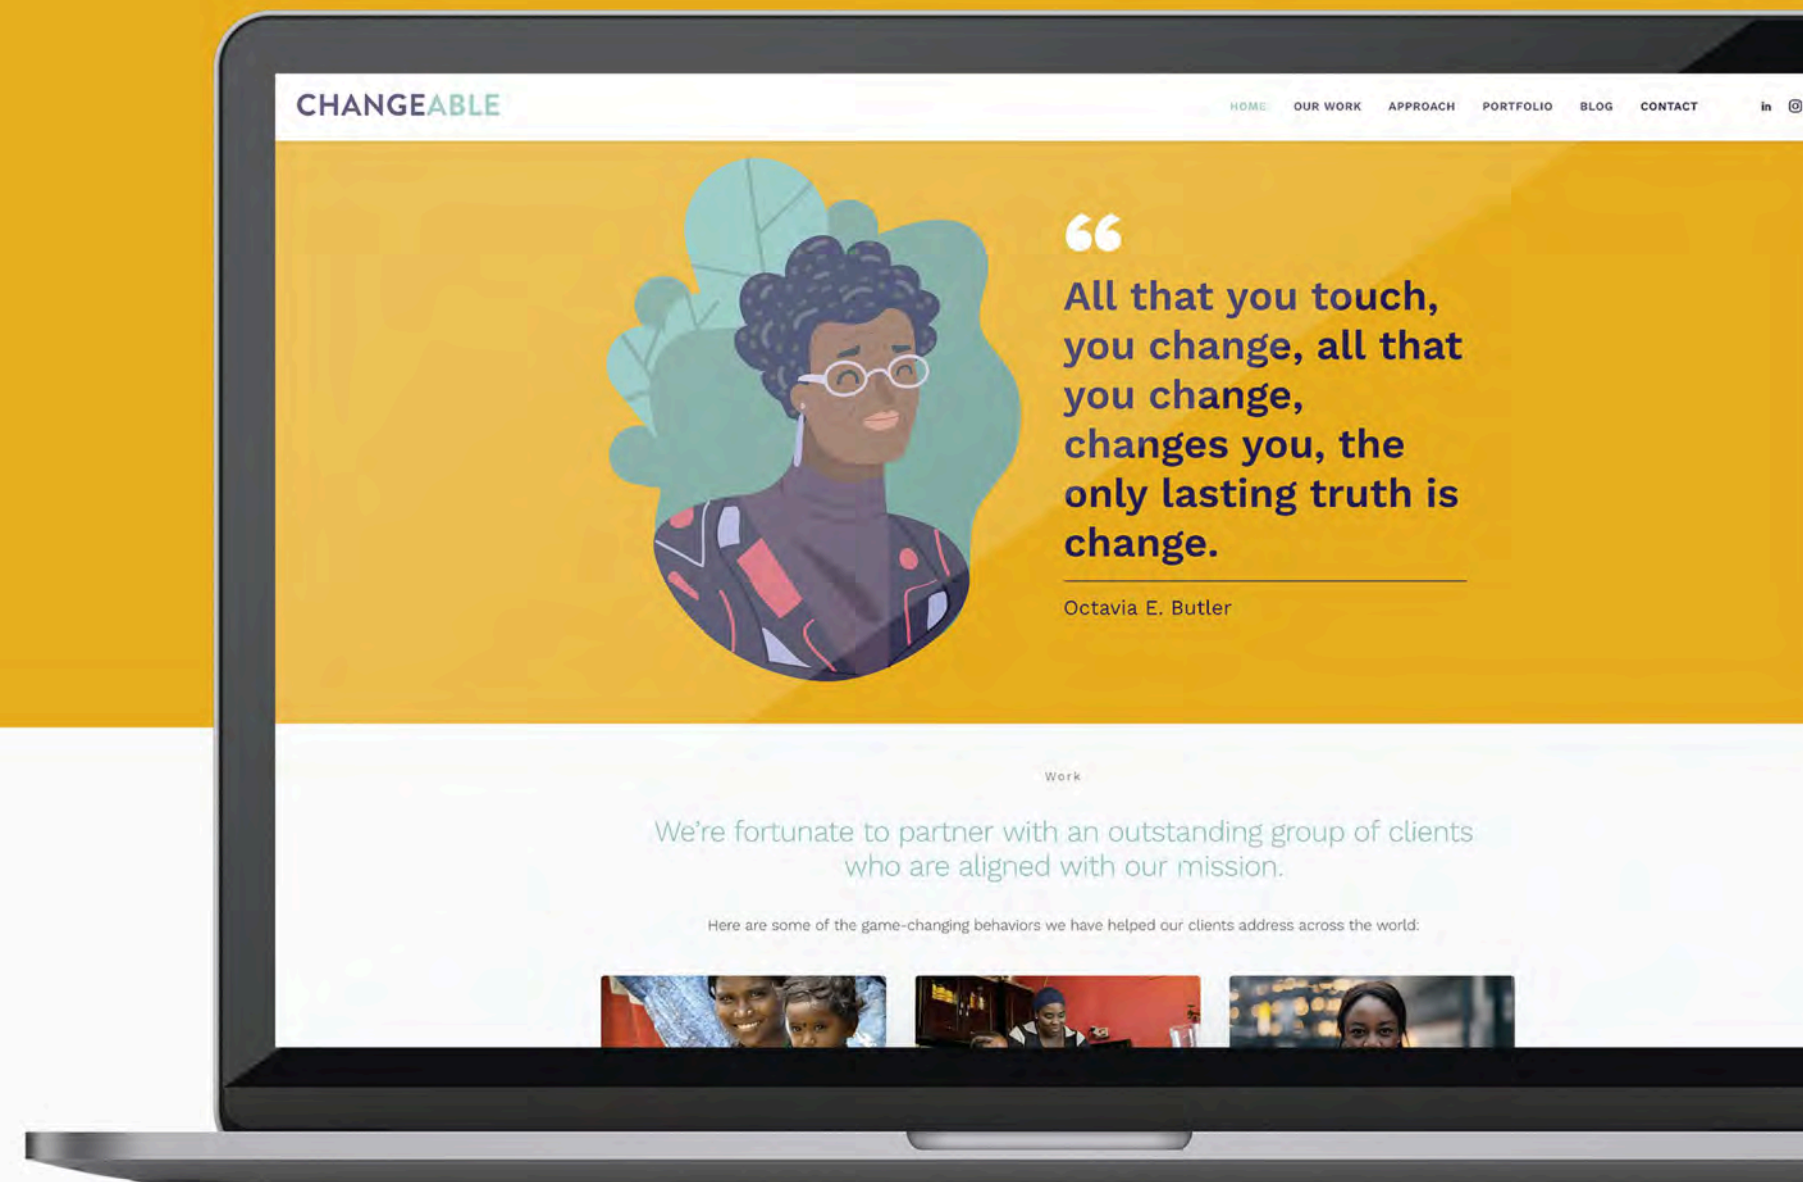 CHANGEABLE
HOME OUR WORK APPROACH PORTFOLIO BLOG CONTACT in
“
All that you touch,
you change, all that
you change,
changes you, the
only lasting truth is
change.
Octavia E. Butler
Work
We're fortunate to partner with an outstanding group of clients
who are aligned with our mission.
Here are some of the game-changing behaviors we have helped our clients address across the world: